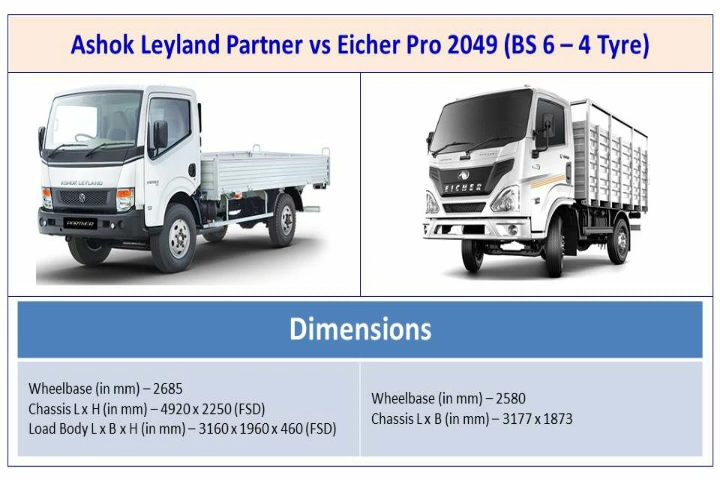 Ashok Leyland Partner vs Eicher Pro 2049 (BS 6 – 4 Tyre)
ASHOK LEYLAND
PARTNER
EICHER
Dimensions
Wheelbase (in mm) – 2685
Chassis L x H (in mm) – 4920 x 2250 (FSD)
Load Body L x B x H (in mm) – 3160 x 1960 x 460 (FSD)
Wheelbase (in mm) – 2580
Chassis L x B (in mm) – 3177 x 1873